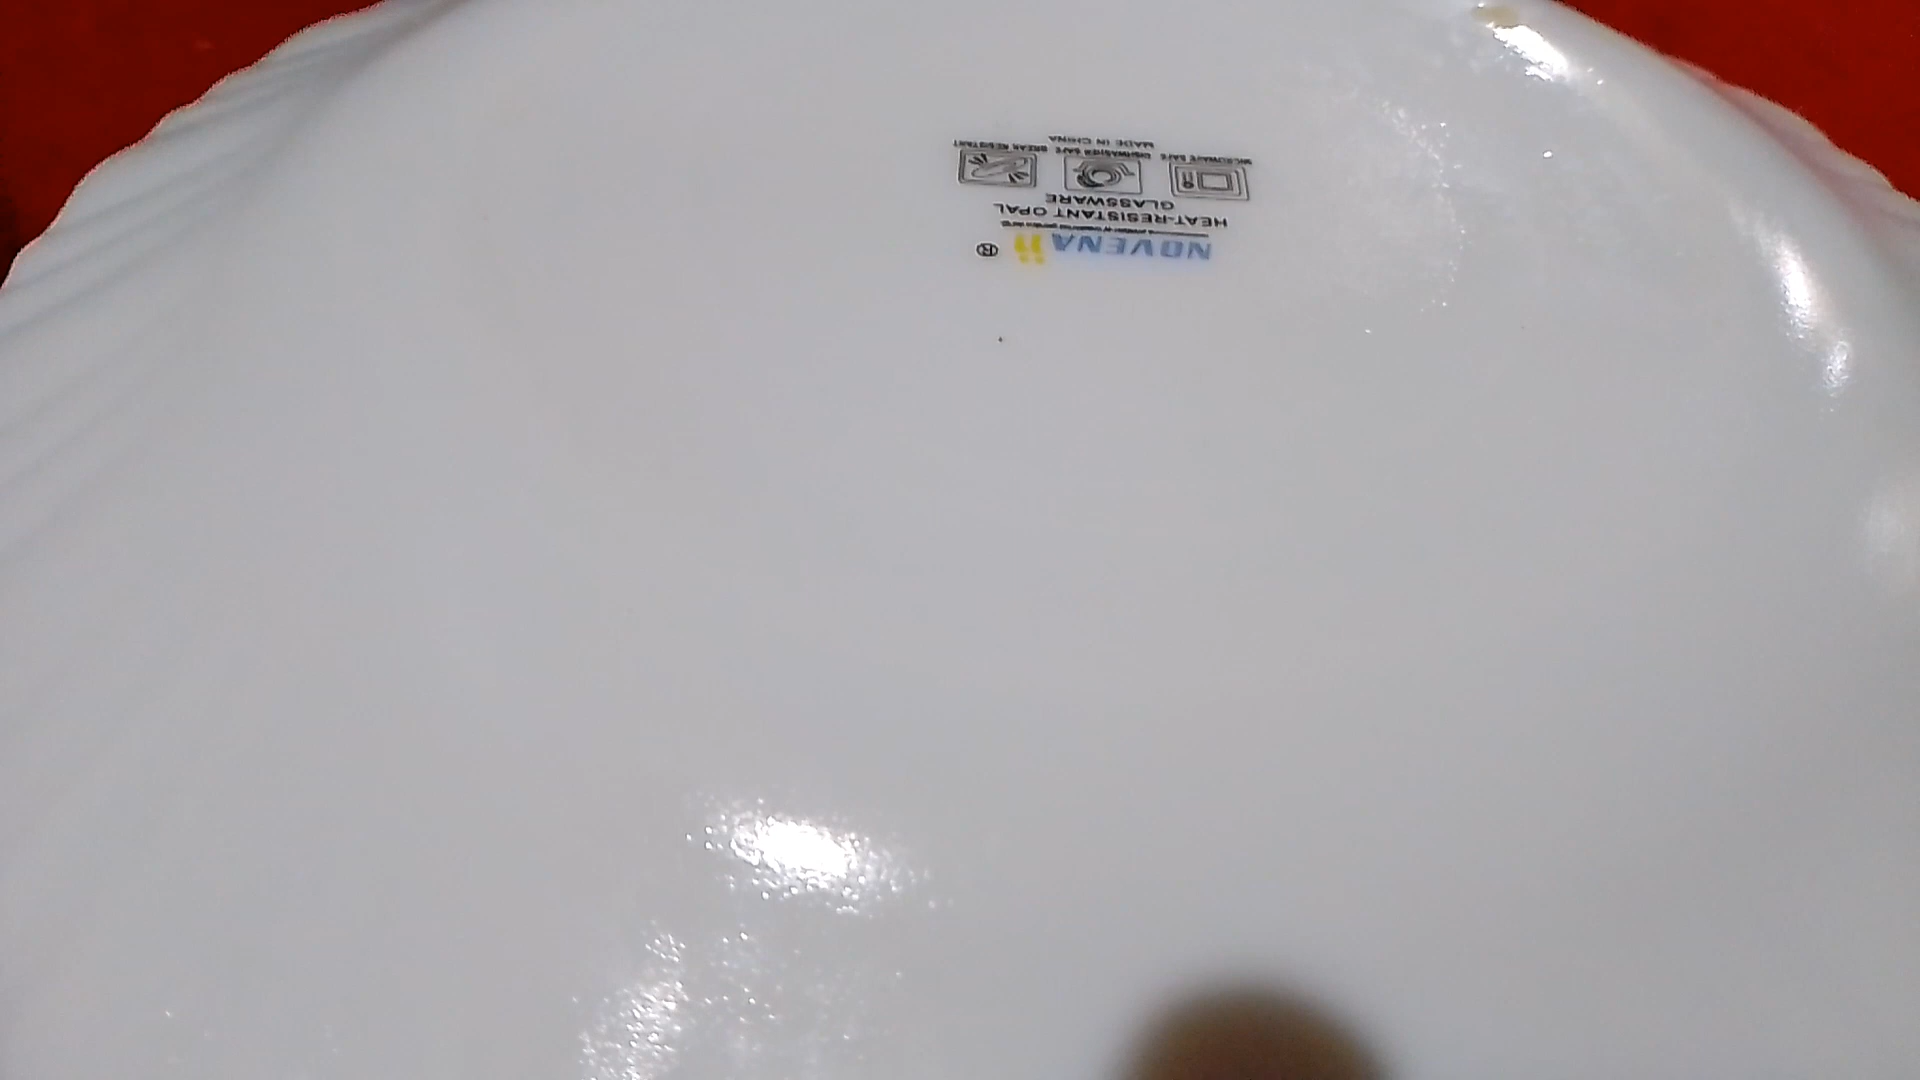 NOVENA ®
HEAT-RESISTANT OPAL
GLASSWARE
MICROWAVE SAFE DISHWASHER SAFE BREAK RESISTANT
MADE IN CHINA